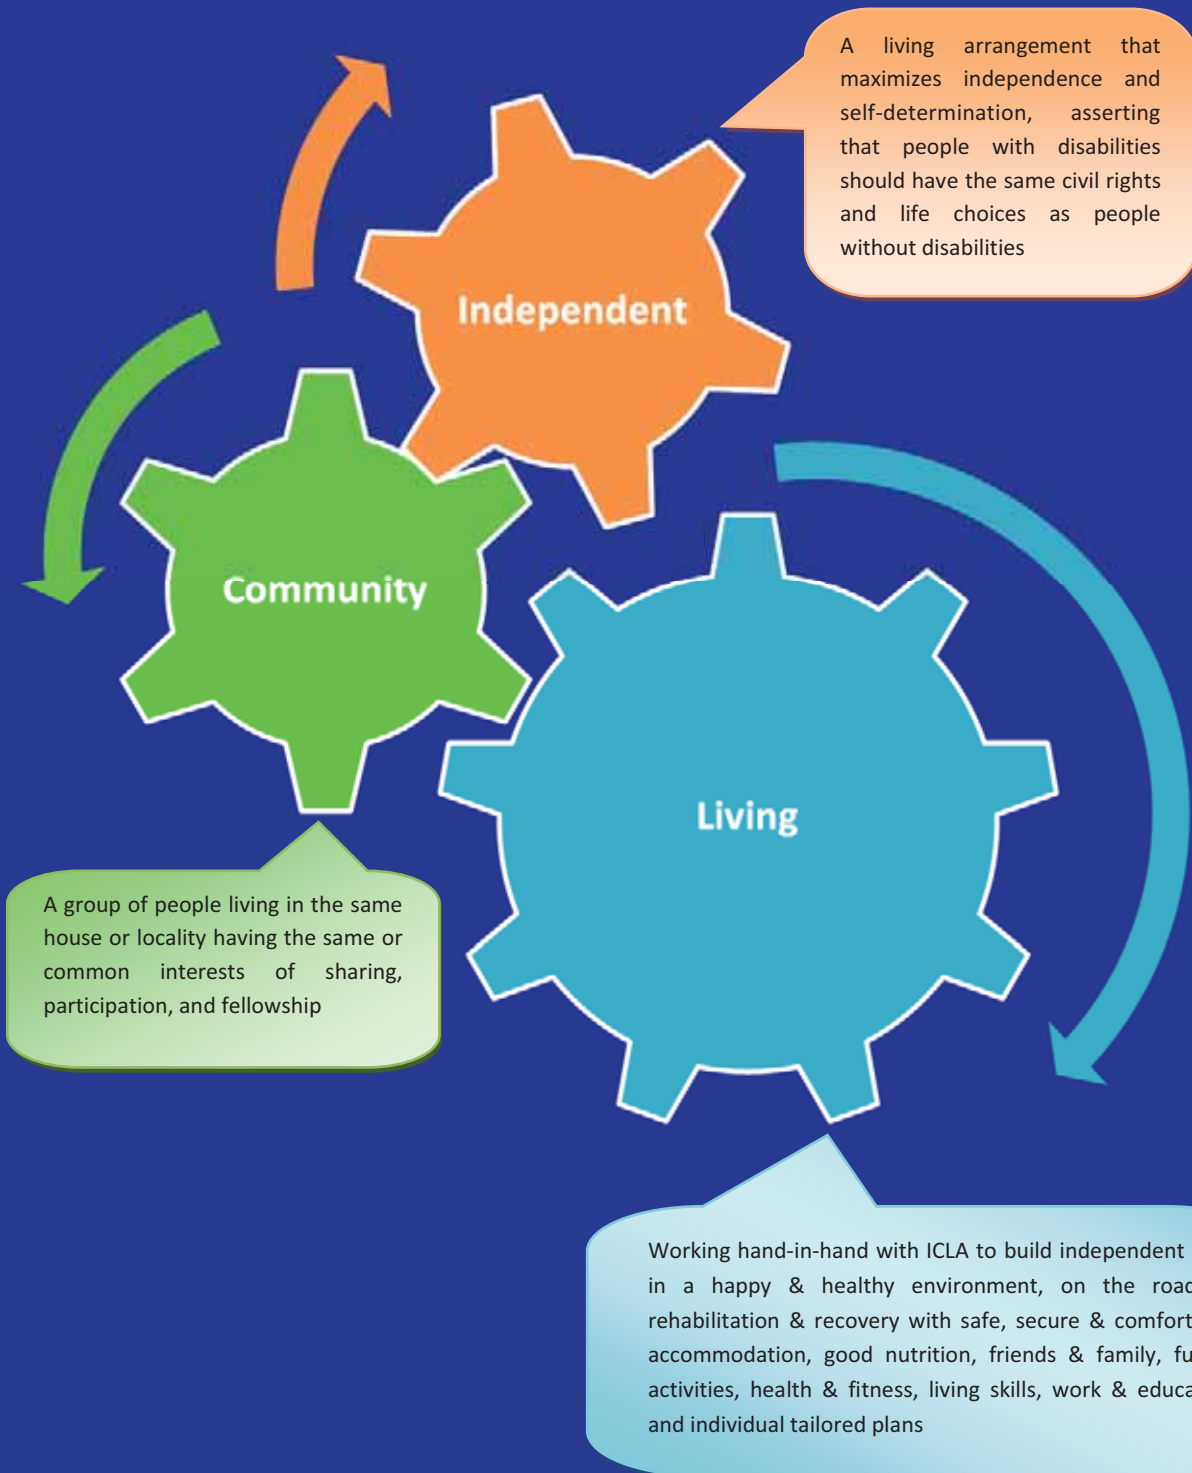 A living arrangement that
maximizes independence and
self-determination, asserting
that people with disabilities
should have the same civil rights
and life choices as people
without disabilities
Independent
Community
Living
A group of people living in the same
house or locality having the same or
common interests of sharing,
participation, and fellowship
Working hand-in-hand with ICLA to build independent
in a happy & healthy environment, on the road
rehabilitation & recovery with safe, secure &
accommodation, good nutrition, friends & family,
activities, health & fitness, living skills, work &
and individual tailored plans